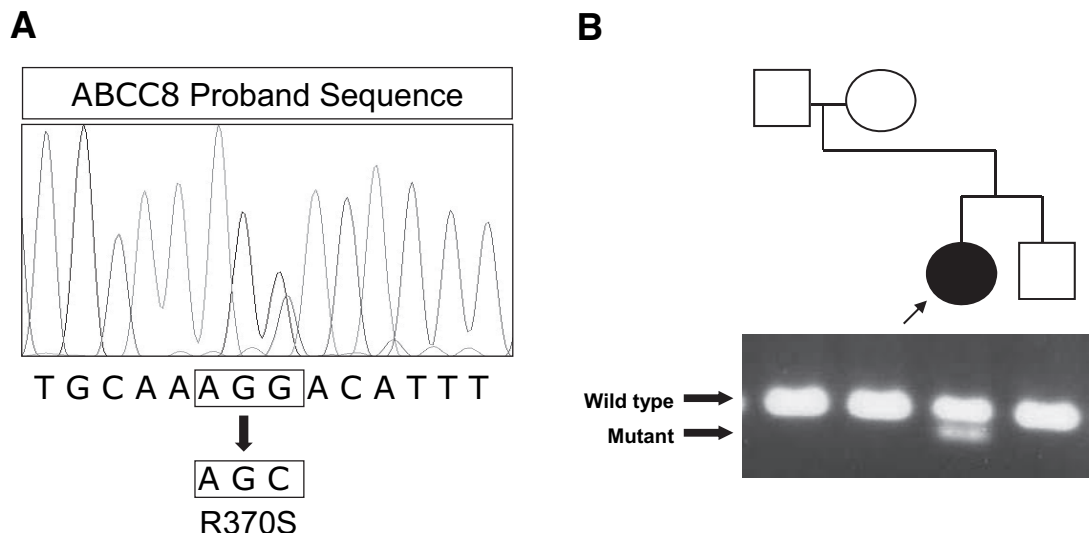 A
ABCC8 Proband Sequence
T G C A A A G G A C A T T T
A G C
R370S
B
Wild type
Mutant